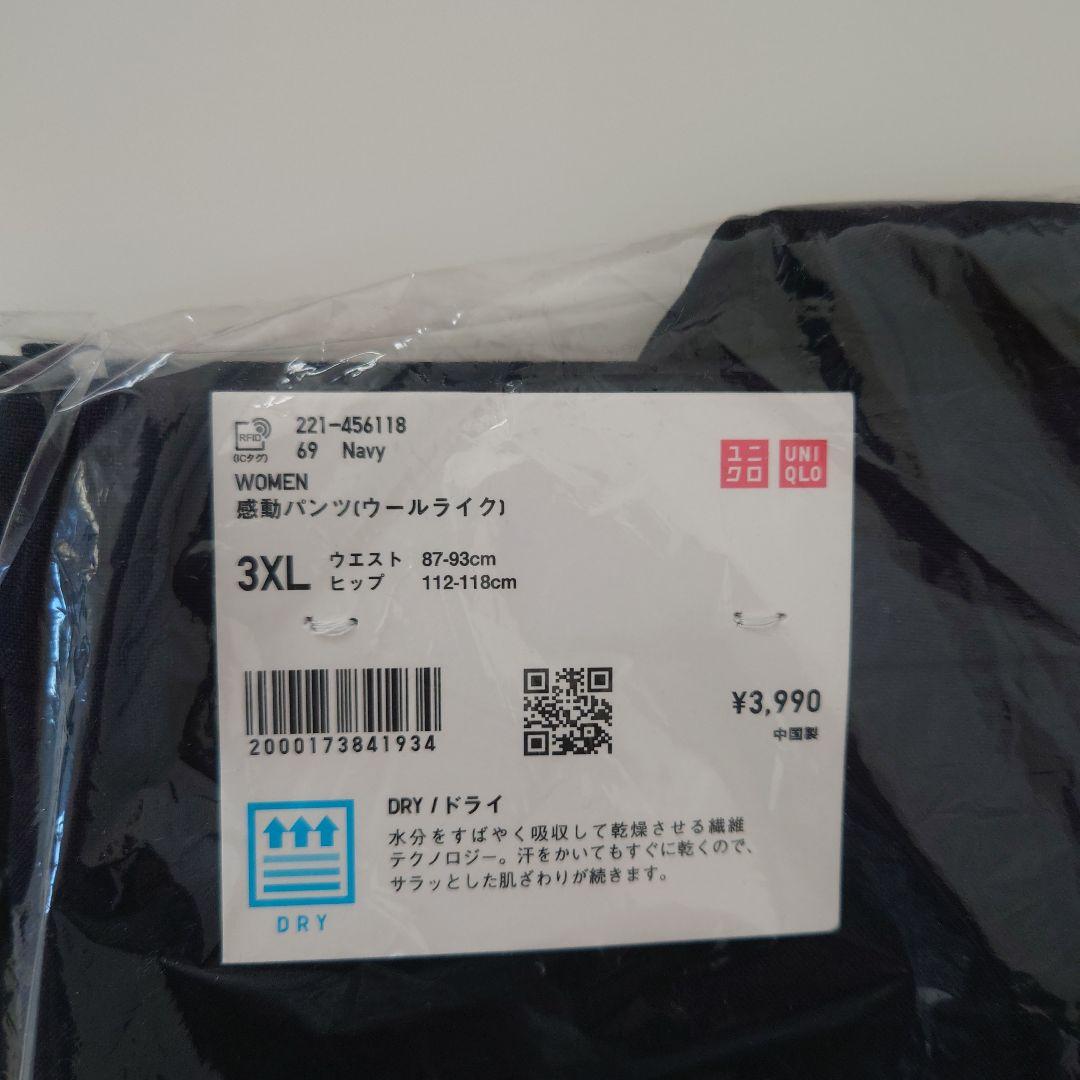 RFID
(ICタグ)
221-456118
69 Navy
WOMEN
感動パンツ(ウールライク)
ユニ
クロ
UNI
QLO
3XL
ウエスト 87-93cm
ヒップ 112-118cm
2000173841934
¥3,990
中国製
DRY
DRY / ドライ
水分をすばやく吸収して乾燥させる繊維
テクノロジー。汗をかいてもすぐに乾くので、
サラッとした肌ざわりが続きます。